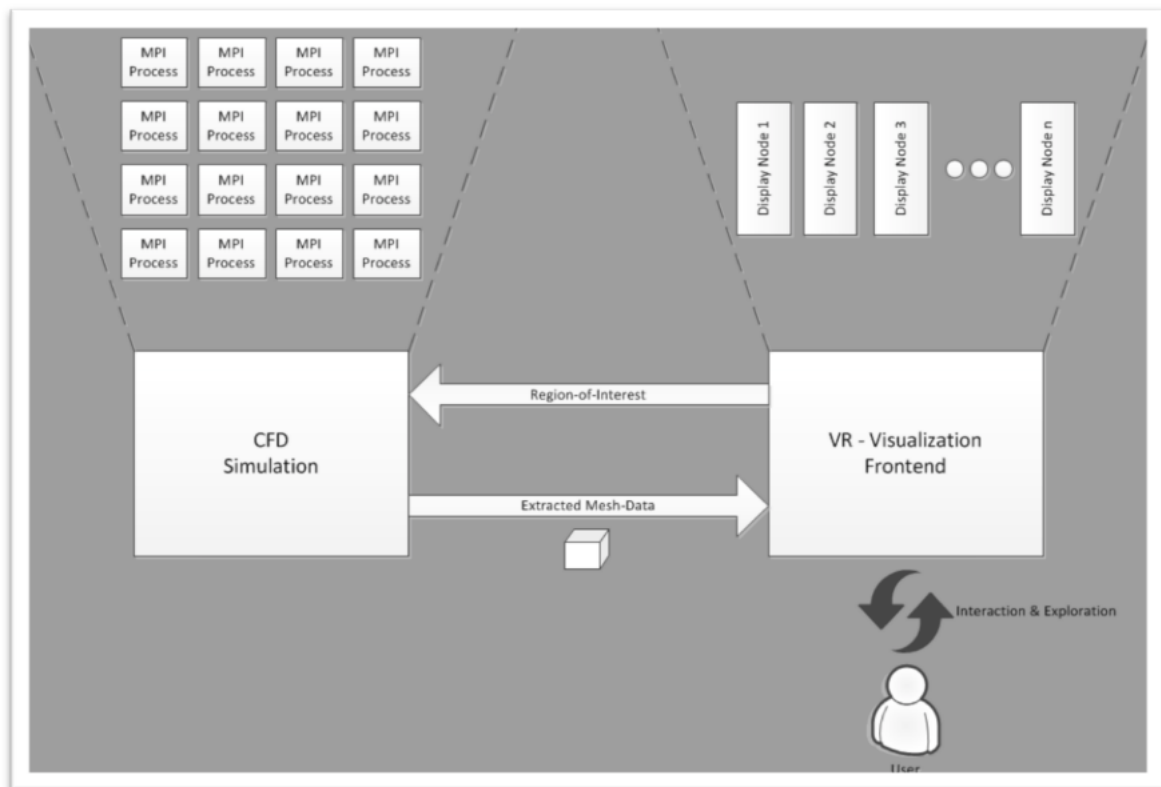 MPI
Process
MPI
Process
MPI
Process
MPI
Process
MPI
Process
MPI
Process
MPI
Process
MPI
Process
MPI
Process
MPI
Process
MPI
Process
MPI
Process
MPI
Process
MPI
Process
MPI
Process
MPI
Process
Display Node 1
Display Node 2
Display Node 3
Display Node n
CFD
Simulation
Region-of-Interest
Extracted Mesh-Data
VR - Visualization
Frontend
Interaction & Exploration
User